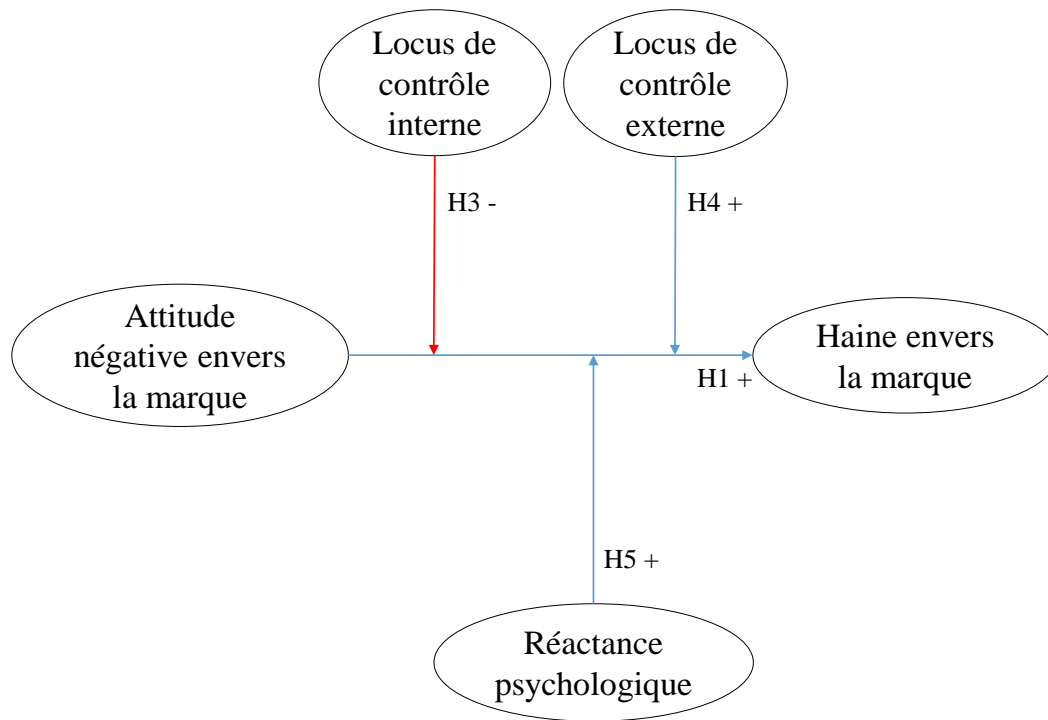 Locus de
contrôle
interne
Locus de
contrôle
externe
H3 -
H4 +
Attitude
négative envers
la marque
Haine envers
la marque
H1 +
H5 +
Réactance
psychologique